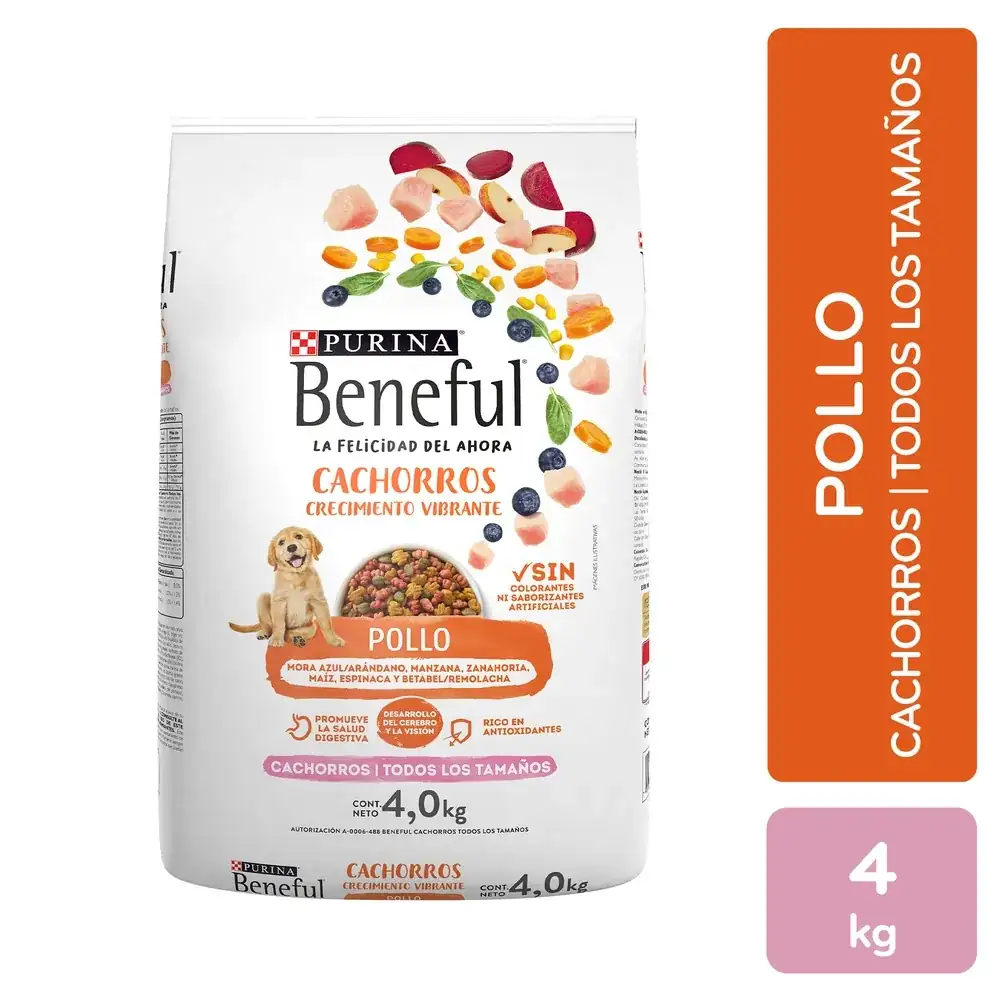 PURINA
Beneful
LA FELICIDAD DEL AHORA
CACHORROS
CRECIMIENTO VIBRANTE
✓SIN
COLORANTES
NI SABORIZANTES
ARTIFICIALES
IMÁGENES ILUSTRATIVAS
POLLO
MORA AZUL/ARÁNDANO, MANZANA, ZANAHORIA,
MAÍZ, ESPINACA Y BETABEL/REMOLACHA
PROMUEVE
LA SALUD
DIGESTIVA
DESARROLLO
DEL CEREBRO
Y LA VISIÓN
RICO EN
ANTIOXIDANTES
CACHORROS | TODOS LOS TAMAÑOS
CONT. NETO 4,0kg
AUTORIZACIÓN A-0006-488 BENEFUL CACHORROS TODOS LOS TAMAÑOS
PURINA
Beneful
CACHORROS
CRECIMIENTO VIBRANTE
POLLO
CONT. NETO 4,0kg
POLLO
CACHORROS | TODOS LOS TAMAÑOS
4
kg